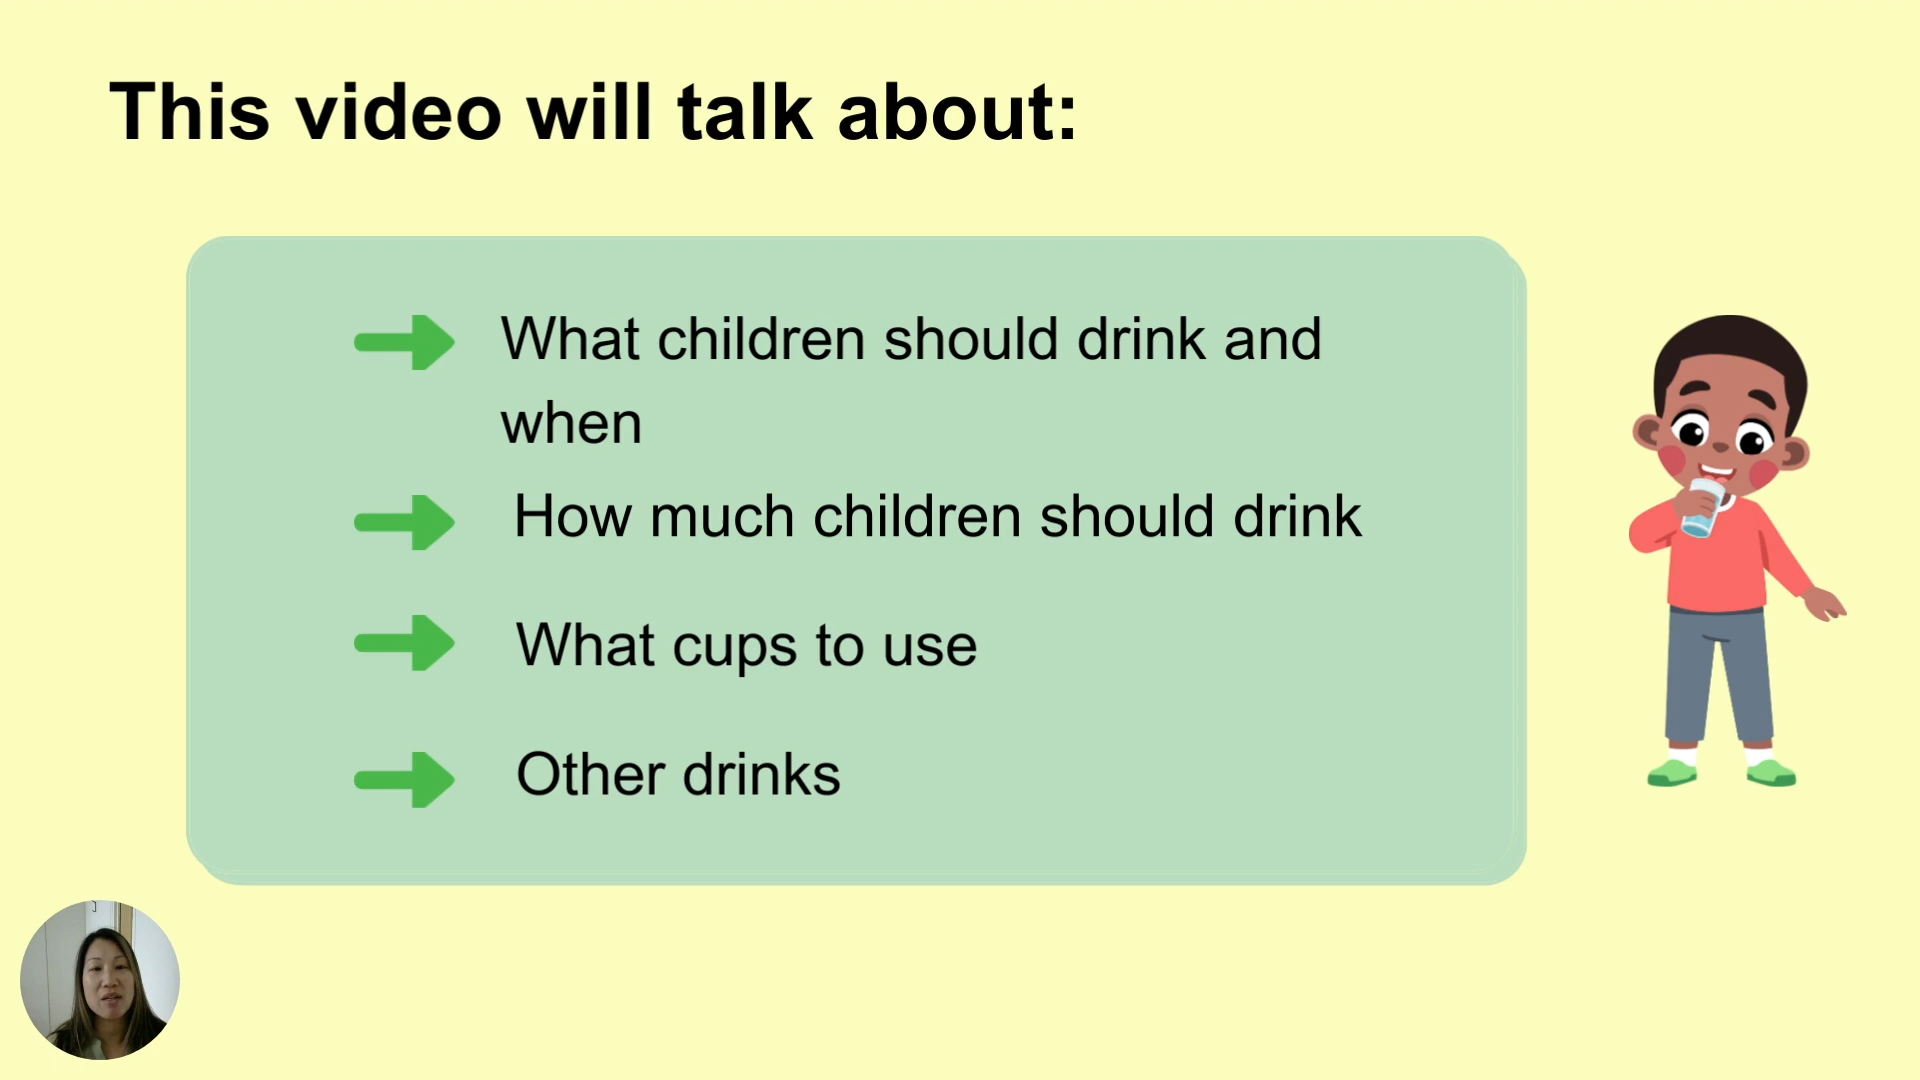 This video will talk about:
What children should drink and
when
How much children should drink
What cups to use
Other drinks